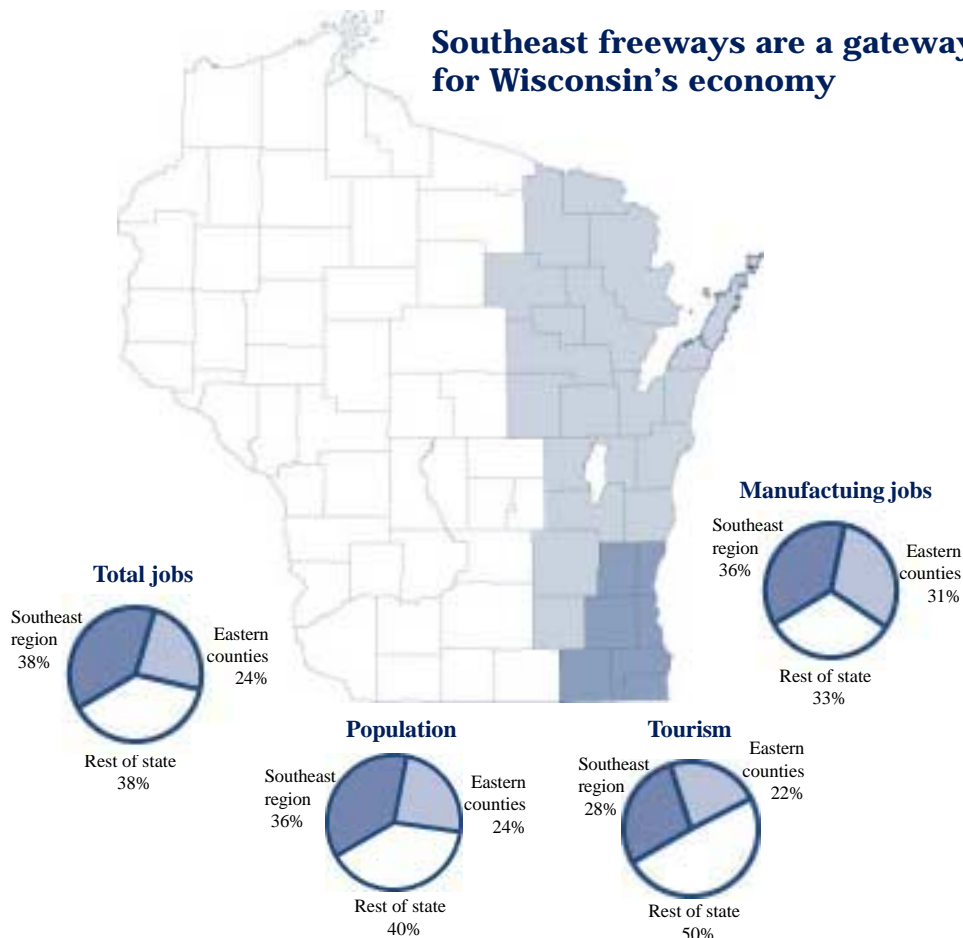 Southeast freeways are a gateway
for Wisconsin's economy
Manufactuing jobs
Southeast
region
36%
Eastern
counties
31%
Rest of state
33%
Total jobs
Southeast
region
38%
Eastern
counties
24%
Rest of state
38%
Population
Southeast
region
36%
Eastern
counties
24%
Rest of state
40%
Tourism
Southeast
region
28%
Eastern
counties
22%
Rest of state
50%